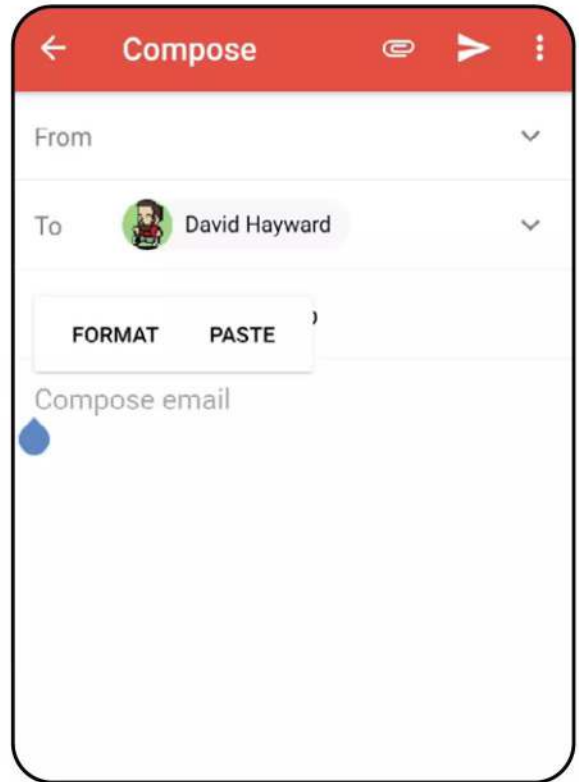 Compose
From
To David Hayward
FORMAT PASTE
Compose email